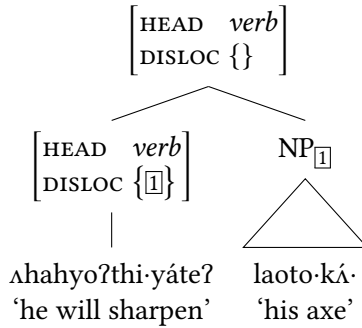 HEAD verb
DISLOC {}
HEAD verb
DISLOC {1}
NP1
ʌhahyoʔthi·yáteʔ
laoto·kʌ́·
‘he will sharpen’
‘his axe’